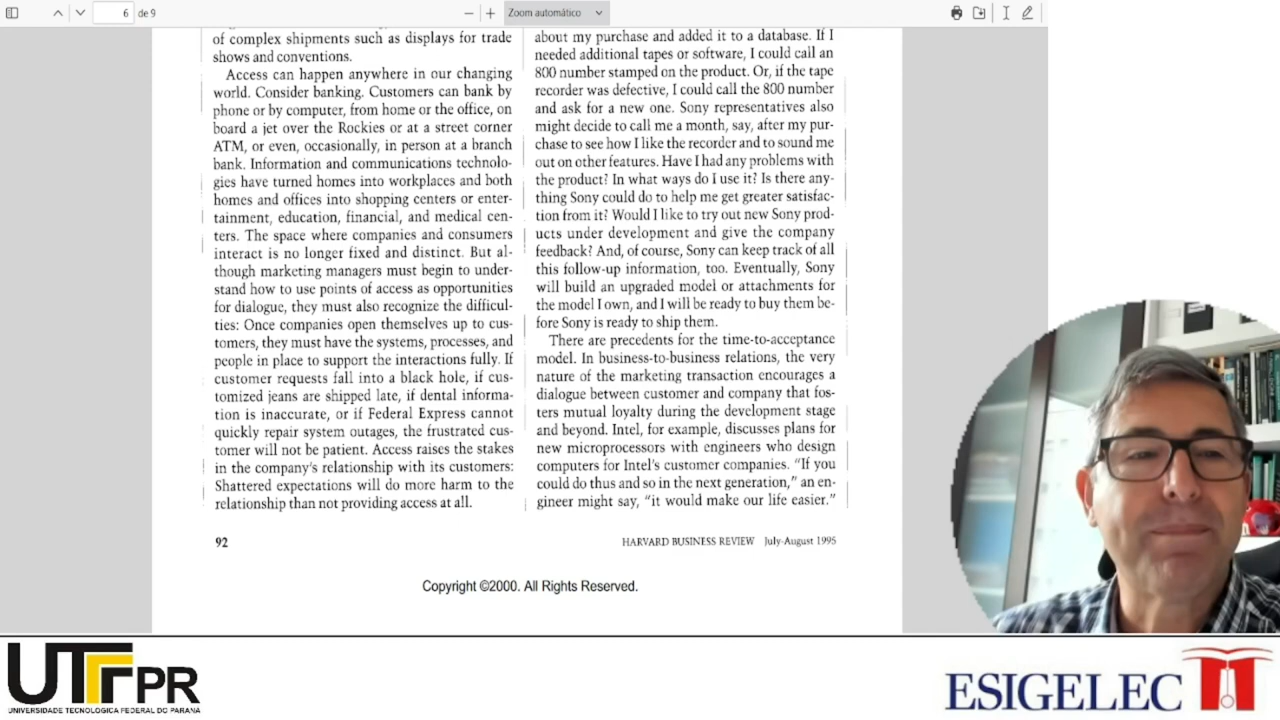 6 de 9 Zoom automático
of complex shipments such as displays for trade
shows and conventions.
Access can happen anywhere in our changing
world. Consider banking. Customers can bank by
phone or by computer, from home or the office, on
board a jet over the Rockies or at a street corner
ATM, or even, occasionally, in person at a branch
bank. Information and communications technolo-
gies have turned homes into workplaces and both
homes and offices into shopping centers or enter-
tainment, education, financial, and medical cen-
ters. The space where companies and consumers
interact is no longer fixed and distinct. But al-
though marketing managers must begin to under-
stand how to use points of access as opportunities
for dialogue, they must also recognize the difficul-
ties: Once companies open themselves up to cus-
tomers, they must have the systems, processes, and
people in place to support the interactions fully. If
customer requests fall into a black hole, if cus-
tomized jeans are shipped late, if dental informa-
tion is inaccurate, or if Federal Express cannot
quickly repair system outages, the frustrated cus-
tomer will not be patient. Access raises the stakes
in the company's relationship with its customers:
Shattered expectations will do more harm to the
relationship than not providing access at all.
about my purchase and added it to a database. If I
needed additional tapes or software, I could call an
800 number stamped on the product. Or, if the tape
recorder was defective, I could call the 800 number
and ask for a new one. Sony representatives also
might decide to call me a month, say, after my pur-
chase to see how I like the recorder and to sound me
out on other features. Have I had any problems with
the product? In what ways do I use it? Is there any-
thing Sony could do to help me get greater satisfac-
tion from it? Would I like to try out new Sony prod-
ucts under development and give the company
feedback? And, of course, Sony can keep track of all
this follow-up information, too. Eventually, Sony
will build an upgraded model or attachments for
the model I own, and I will be ready to buy them be-
fore Sony is ready to ship them.
There are precedents for the time-to-acceptance
model. In business-to-business relations, the very
nature of the marketing transaction encourages a
dialogue between customer and company that fos-
ters mutual loyalty during the development stage
and beyond. Intel, for example, discusses plans for
new microprocessors with engineers who design
computers for Intel's customer companies. "If you
could do thus and so in the next generation," an en-
gineer might say, "it would make our life easier."
92
HARVARD BUSINESS REVIEW July-August 1995
Copyright ©2000. All Rights Reserved.
UTFPR
UNIVERSIDADE TECNOLÓGICA FEDERAL DO PARANÁ
ESIGELEC